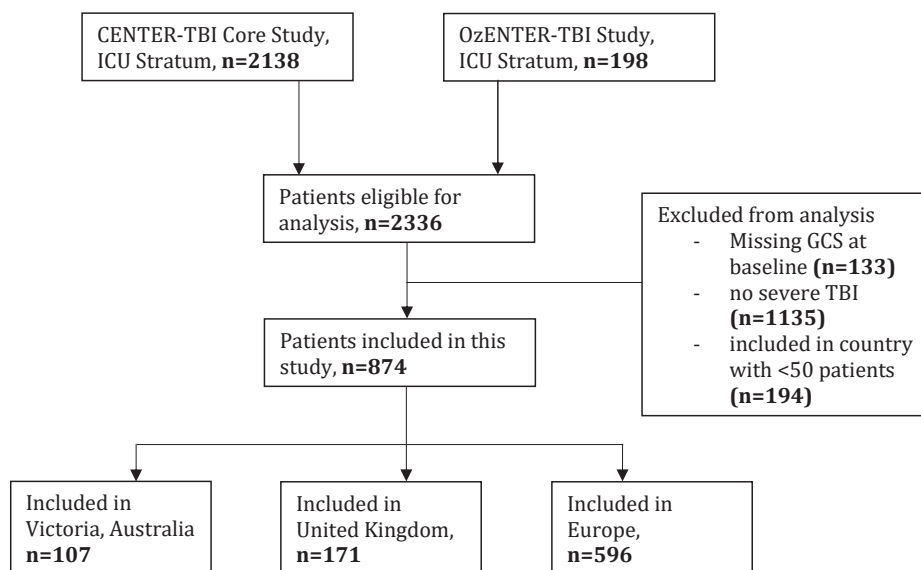 CENTER-TBI Core Study,
ICU Stratum, n=2138
OzENTER-TBI Study,
ICU Stratum, n=198
Patients eligible for
analysis, n=2336
Excluded from analysis
- Missing GCS at
baseline (n=133)
- no severe TBI
(n=1135)
- included in country
with <50 patients
(n=194)
Patients included in this
study, n=874
Included in
Victoria, Australia
n=107
Included in
United Kingdom,
n=171
Included in
Europe,
n=596